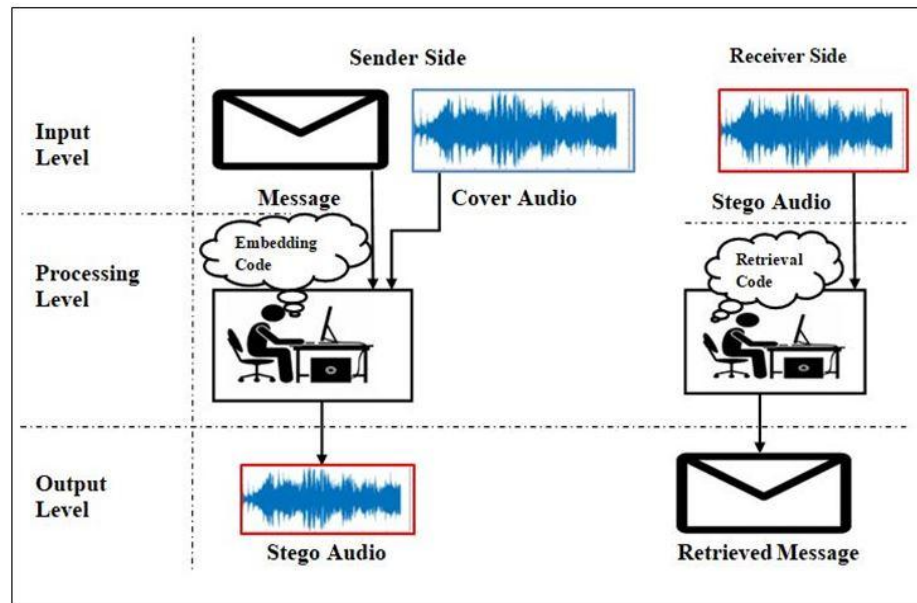 Sender Side
Receiver Side
Input
Level
Message
Cover Audio
Stego Audio
Processing
Level
Embedding
Code
Retrieval
Code
Output
Level
Stego Audio
Retrieved Message